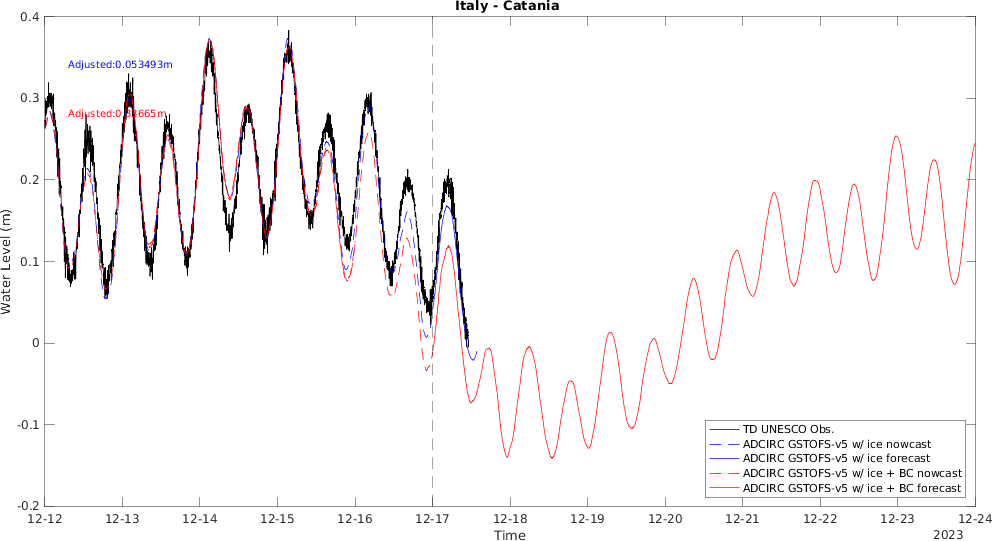 Italy - Catania
0.4
0.3
0.2
0.1
0
-0.1
-0.2
Water Level (m)
Adjusted:0.053493m
TD UNESCO Obs.
ADCIRC GSTOFS-v5 w/ ice nowcast
ADCIRC GSTOFS-v5 w/ ice forecast
ADCIRC GSTOFS-v5 w/ ice + BC nowcast
ADCIRC GSTOFS-v5 w/ ice + BC forecast
12-12 12-13 12-14 12-15 12-16 12-17 12-18 12-19 12-20 12-21 12-22 12-23 12-24
Time
2023